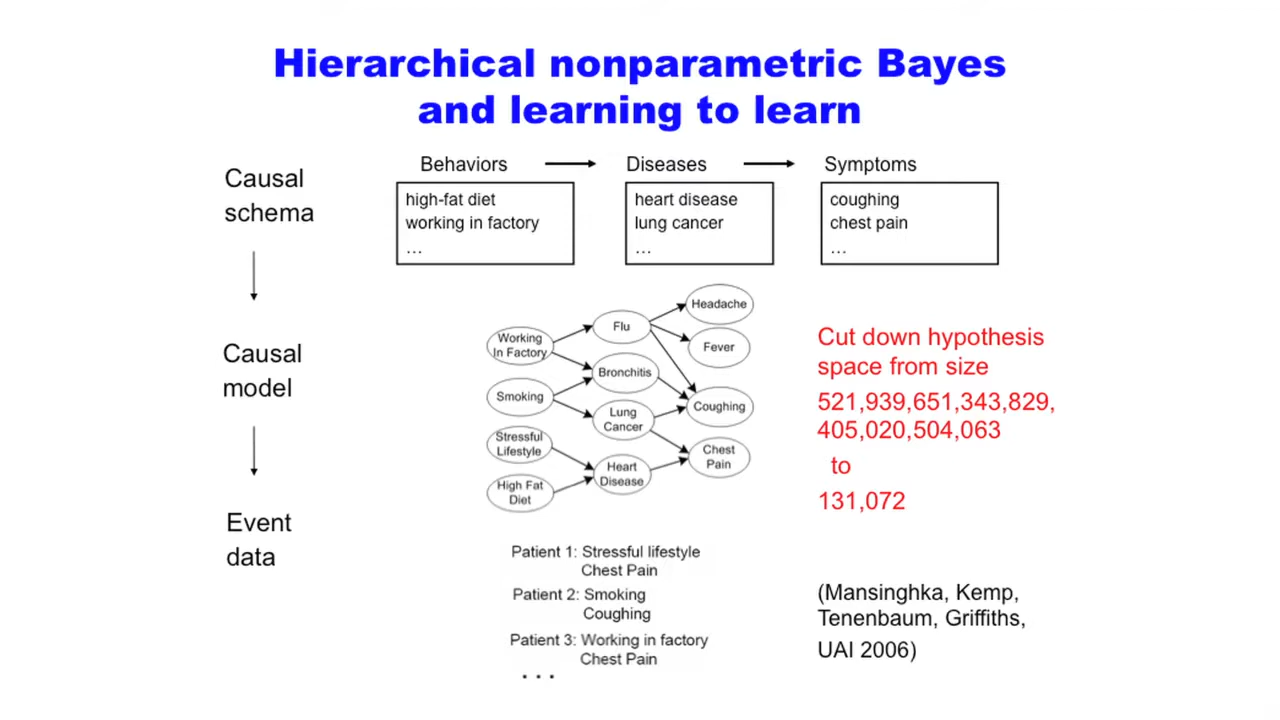 Hierarchical nonparametric Bayes
and learning to learn
Causal
schema
Behaviors
Diseases
Symptoms
high-fat diet
working in factory
...
heart disease
lung cancer
...
coughing
chest pain
...
Causal
model
Working
In Factory
Smoking
Stressful
Lifestyle
High Fat
Diet
Flu
Bronchitis
Lung
Cancer
Heart
Disease
Headache
Fever
Coughing
Chest
Pain
Cut down hypothesis
space from size
521,939,651,343,829,
405,020,504,063
to
131,072
Event
data
Patient 1: Stressful lifestyle
Chest Pain
Patient 2: Smoking
Coughing
Patient 3: Working in factory
Chest Pain
...
(Mansinghka, Kemp,
Tenenbaum, Griffiths,
UAI 2006)